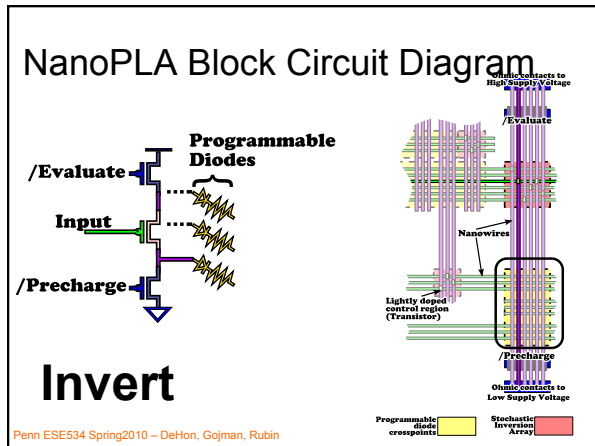 NanoPLA Block Circuit Diagram
Ohmic contacts to
High Supply Voltage
/Evaluate
Programmable
Diodes
/Evaluate
Input
/Precharge
Nanowires
Lightly doped
control region
(Transistor)
/Precharge
Ohmic contacts to
Low Supply Voltage
Invert
Programmable
diode
crosspoints
Stochastic
Inversion
Array
Penn ESE534 Spring2010 – DeHon, Gojman, Rubin